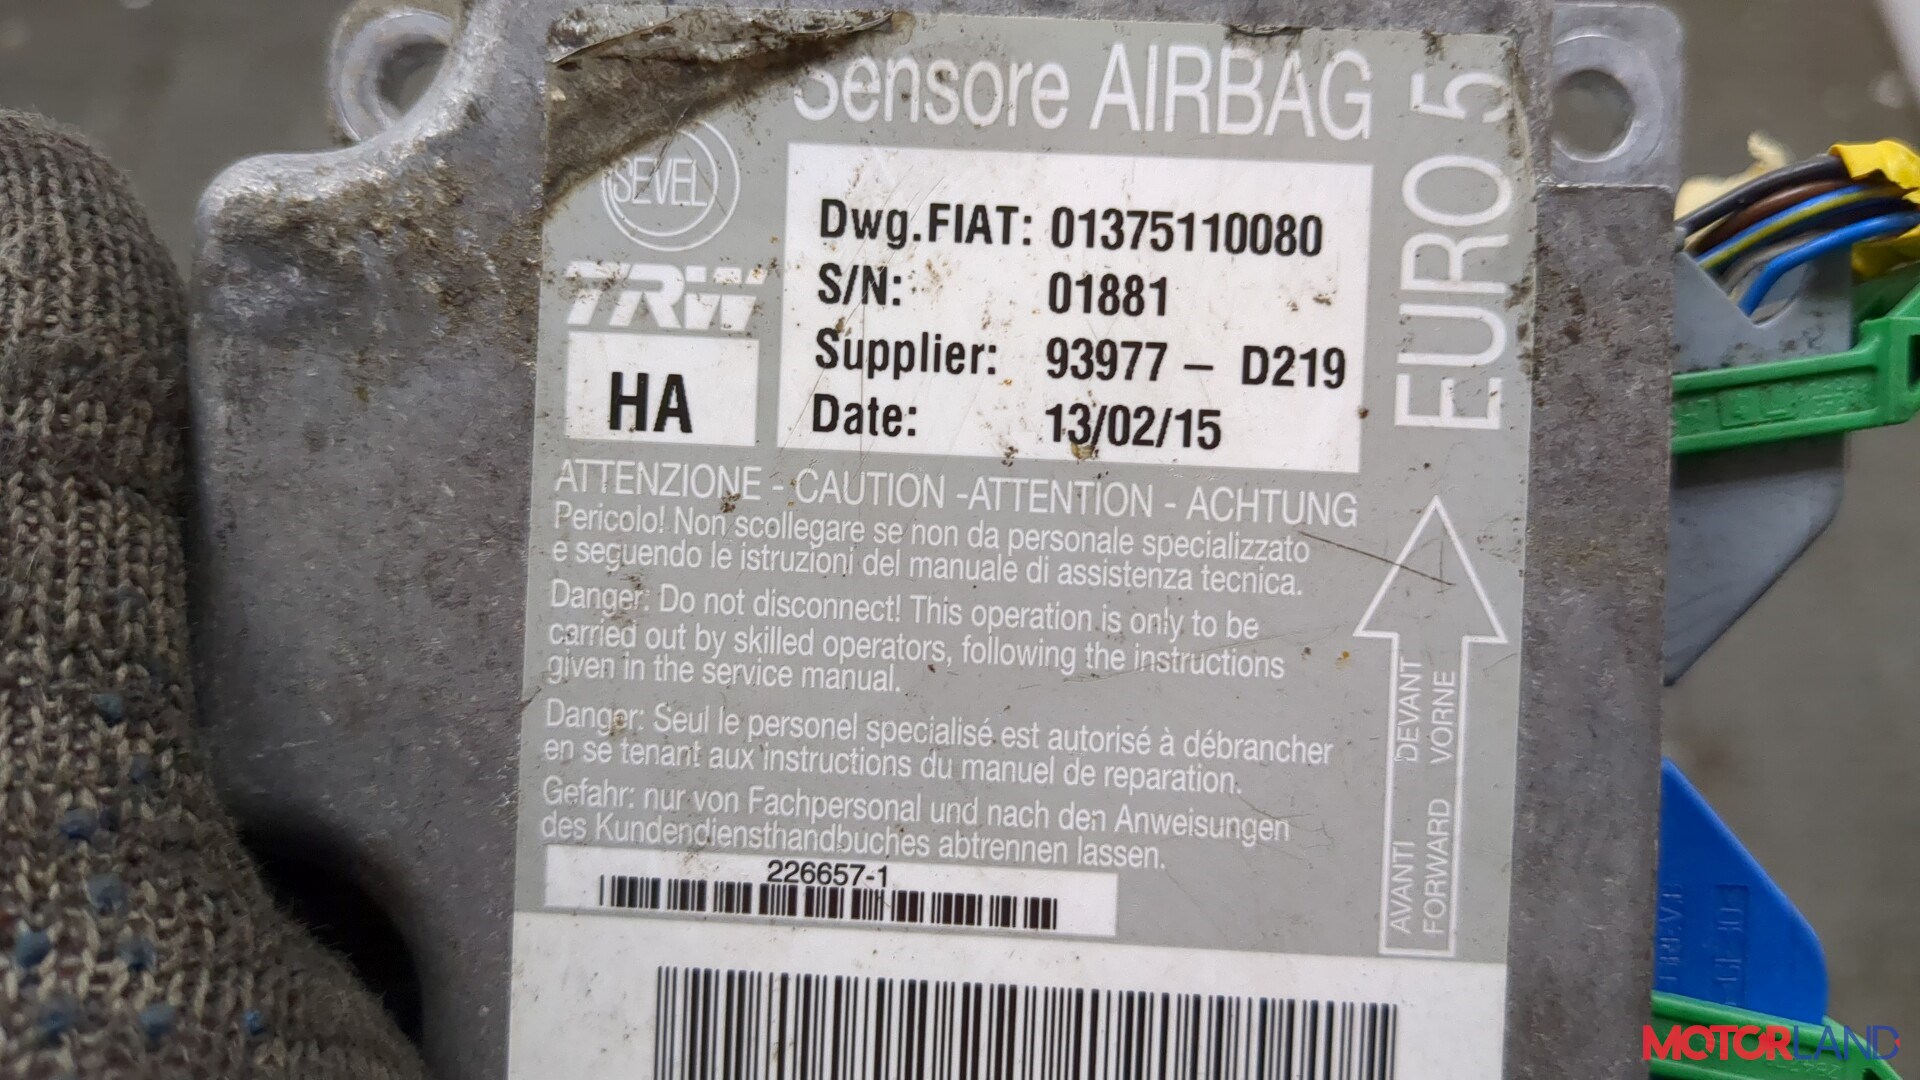 Sensore AIRBAG
EURO 5
SEVEL
TRW
HA
Dwg.FIAT: 01375110080
S/N: 01881
Supplier: 93977 – D219
Date: 13/02/15
ATTENZIONE - CAUTION -ATTENTION - ACHTUNG
Pericolo! Non scollegare se non da personale specializzato
e seguendo le istruzioni del manuale di assistenza tecnica.
Danger: Do not disconnect! This operation is only to be
carried out by skilled operators, following the instructions
given in the service manual.
Danger: Seul le personel specialisé est autorisé à débrancher
en se tenant aux instructions du manuel de reparation.
Gefahr: nur von Fachpersonal und nach den Anweisungen
des Kundendiensthandbuches abtrennen lassen.
AVANTI DEVANT
FORWARD VORNE
226657-1
MOTORLAND